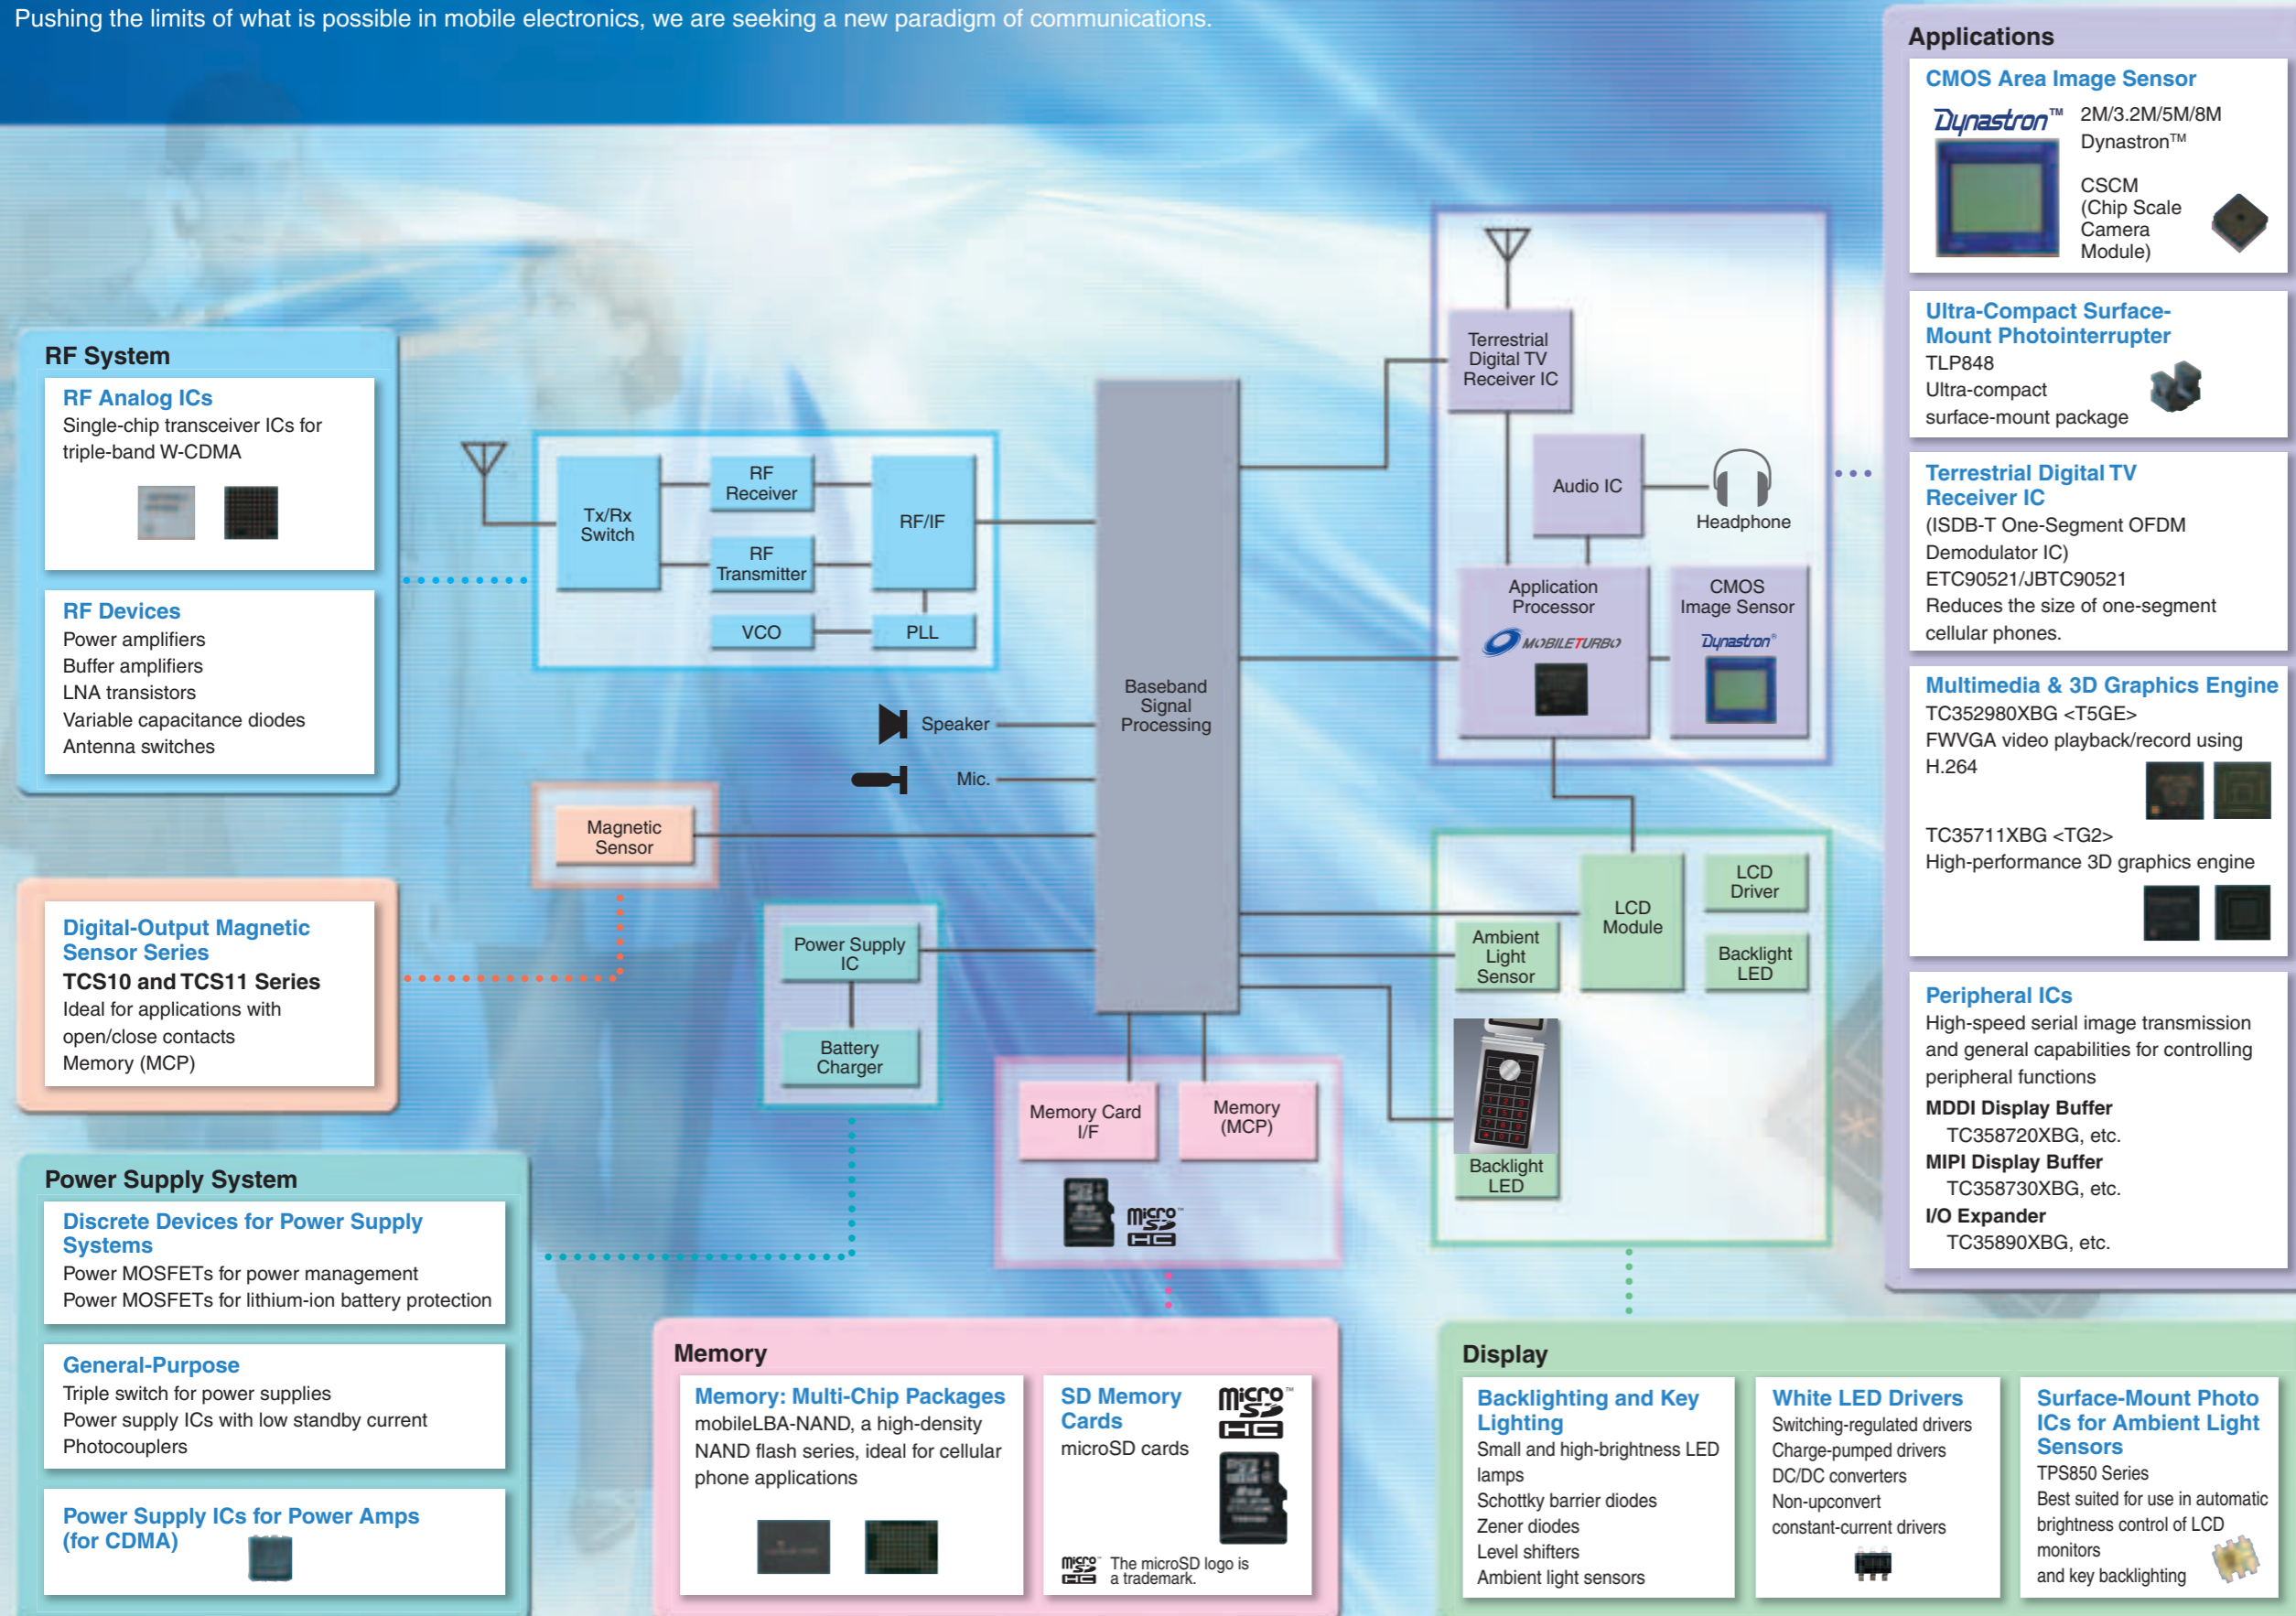 Pushing the limits of what is possible in mobile electronics, we are seeking a new paradigm of communications.
RF System
RF Analog ICs
Single-chip transceiver ICs for
triple-band W-CDMA
RF Devices
Power amplifiers
Buffer amplifiers
LNA transistors
Variable capacitance diodes
Antenna switches
Digital-Output Magnetic
Sensor Series
TCS10 and TCS11 Series
Ideal for applications with
open/close contacts
Memory (MCP)
Power Supply System
Discrete Devices for Power Supply
Systems
Power MOSFETs for power management
Power MOSFETs for lithium-ion battery protection
General-Purpose
Triple switch for power supplies
Power supply ICs with low standby current
Photocouplers
Power Supply ICs for Power Amps
(for CDMA)
Tx/Rx
Switch
RF
Receiver
RF
Transmitter
RF/IF
VCO
PLL
Speaker
Mic.
Magnetic
Sensor
Power Supply
IC
Battery
Charger
Baseband
Signal
Processing
Memory Card
I/F
Memory
(MCP)
micro
SD
HC
Terrestrial
Digital TV
Receiver IC
Audio IC
Headphone
Application
Processor
MOBILETURBO
CMOS
Image Sensor
Dynastron®
LCD
Module
LCD
Driver
Backlight
LED
Ambient
Light
Sensor
Backlight
LED
Memory
Memory: Multi-Chip Packages
mobileLBA-NAND, a high-density
NAND flash series, ideal for cellular
phone applications
SD Memory
Cards
microSD cards
micro™
SD
HC
micro
SD
HC
The microSD logo is
a trademark.
Display
Backlighting and Key
Lighting
Small and high-brightness LED
lamps
Schottky barrier diodes
Zener diodes
Level shifters
Ambient light sensors
White LED Drivers
Switching-regulated drivers
Charge-pumped drivers
DC/DC converters
Non-upconvert
constant-current drivers
Surface-Mount Photo
ICs for Ambient Light
Sensors
TPS850 Series
Best suited for use in automatic
brightness control of LCD
monitors
and key backlighting
Applications
CMOS Area Image Sensor
Dynastron™
2M/3.2M/5M/8M
Dynastron™
CSCM
(Chip Scale
Camera
Module)
Ultra-Compact Surface-
Mount Photointerrupter
TLP848
Ultra-compact
surface-mount package
Terrestrial Digital TV
Receiver IC
(ISDB-T One-Segment OFDM
Demodulator IC)
ETC90521/JBTC90521
Reduces the size of one-segment
cellular phones.
Multimedia & 3D Graphics Engine
TC352980XBG <T5GE>
FWVGA video playback/record using
H.264
TC35711XBG <TG2>
High-performance 3D graphics engine
Peripheral ICs
High-speed serial image transmission
and general capabilities for controlling
peripheral functions
MDDI Display Buffer
TC358720XBG, etc.
MIPI Display Buffer
TC358730XBG, etc.
I/O Expander
TC35890XBG, etc.